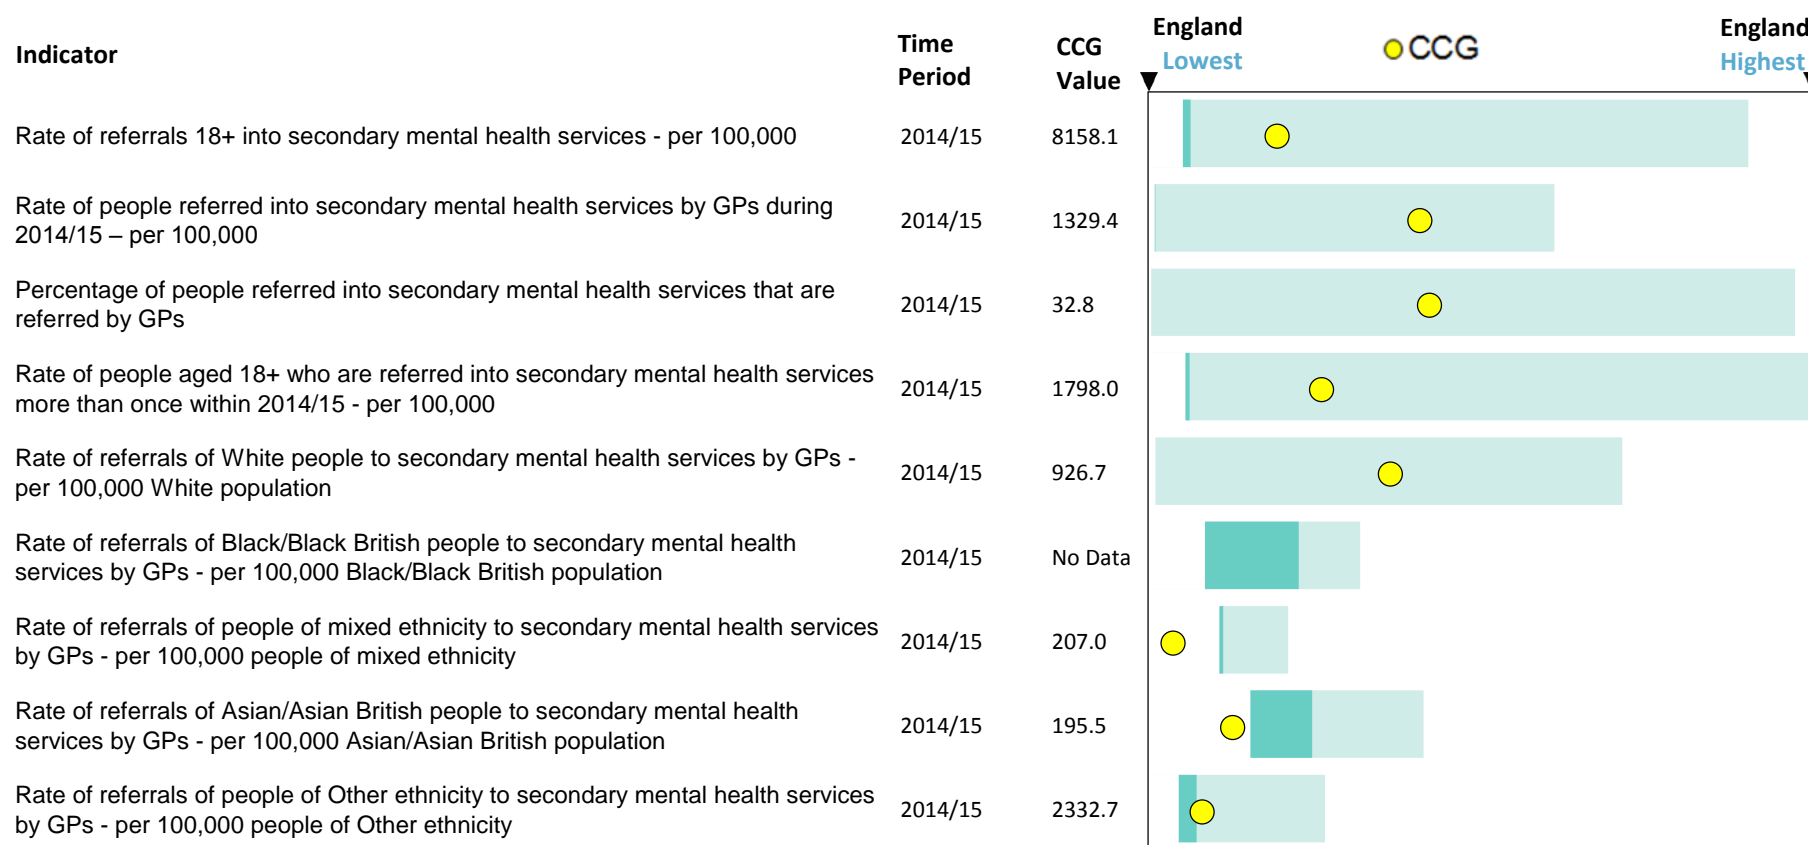 Indicator
Time Period
CCG Value
England Lowest
CCG
England Highest
Rate of referrals 18+ into secondary mental health services - per 100,000
2014/15
8158.1
Rate of people referred into secondary mental health services by GPs during
2014/15 – per 100,000
2014/15
1329.4
Percentage of people referred into secondary mental health services that are
referred by GPs
2014/15
32.8
Rate of people aged 18+ who are referred into secondary mental health services
more than once within 2014/15 - per 100,000
2014/15
1798.0
Rate of referrals of White people to secondary mental health services by GPs -
per 100,000 White population
2014/15
926.7
Rate of referrals of Black/Black British people to secondary mental health
services by GPs - per 100,000 Black/Black British population
2014/15
No Data
Rate of referrals of people of mixed ethnicity to secondary mental health services
by GPs - per 100,000 people of mixed ethnicity
2014/15
207.0
Rate of referrals of Asian/Asian British people to secondary mental health
services by GPs - per 100,000 Asian/Asian British population
2014/15
195.5
Rate of referrals of people of Other ethnicity to secondary mental health services
by GPs - per 100,000 people of Other ethnicity
2014/15
2332.7